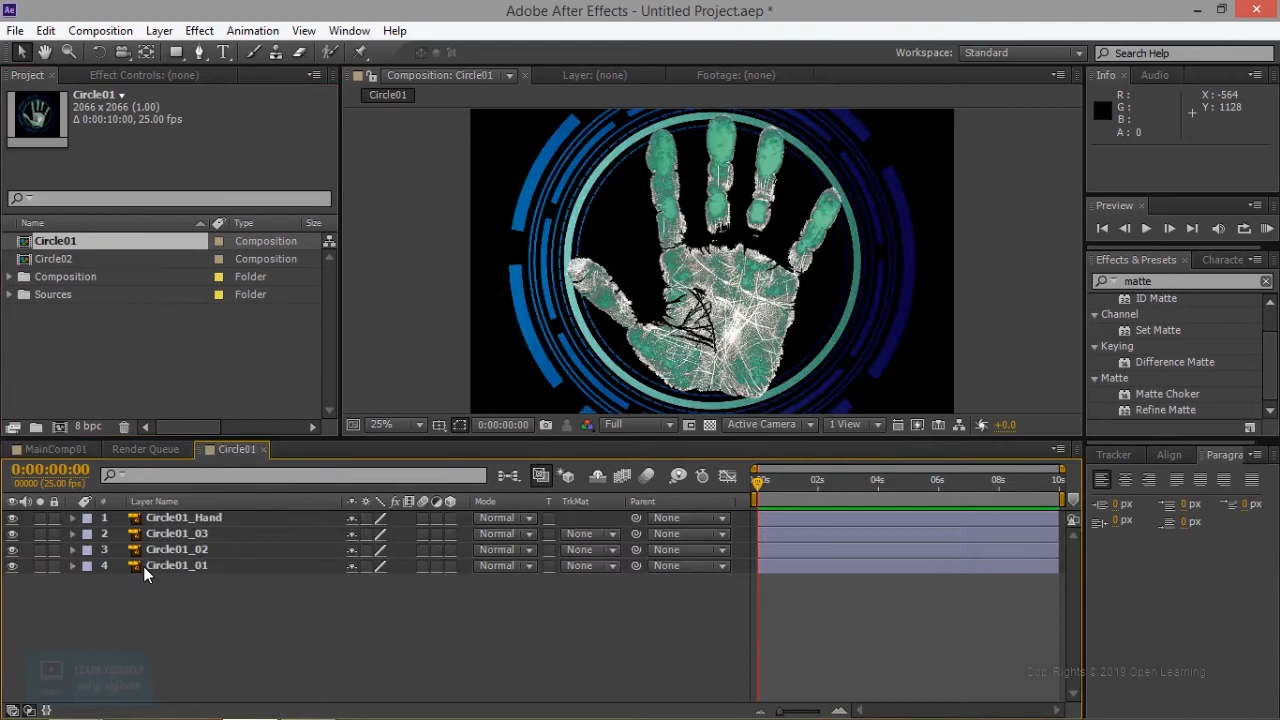 Adobe After Effects - Untitled Project.aep *
File Edit Composition Layer Effect Animation View Window Help
Workspace: Standard Search Help
Project Effect Controls: (none) Composition: Circle01 Layer: (none) Footage: (none) Info Audio
Circle01
2066 x 2066 (1.00)
Δ 0:00:10:00, 25.00 fps
Circle01
R: X: -564
G: Y: 1128
B:
A: 0
Preview
Name Type Size
Circle01 Composition
Circle02 Composition
Composition Folder
Sources Folder
Effects & Presets Characte
matte
ID Matte
Channel
Set Matte
Keying
Difference Matte
Matte
Matte Choker
Refine Matte
8 bpc 25% 0:00:00:00 Full Active Camera 1 View +0.0
MainComp01 Render Queue Circle01 Tracker Align Paragra
0:00:00:00
00000 (25.00 fps)
02s 04s 06s 08s 10s
# Layer Name Mode T TrkMat Parent
1 Circle01_Hand Normal None
2 Circle01_03 Normal None None
3 Circle01_02 Normal None None
4 Circle01_01 Normal None None
0 px 0 px
0 px 0 px
0 px
LEARN YOURSELF
Cop. Rights © 2019 Open Learning